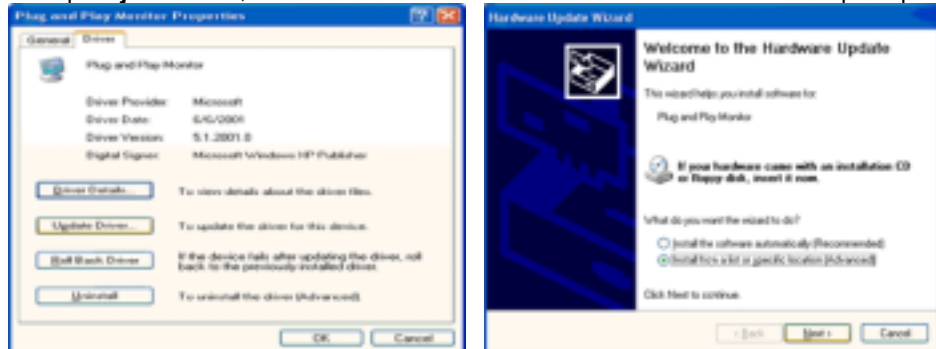 Plug and Play Monitor Properties
General Driver
Plug and Play Monitor
Driver Provider: Microsoft
Driver Date: 6/6/2001
Driver Version: 5.1.2001.0
Digital Signer: Microsoft Windows XP Publisher
Driver Details... To view details about the driver files.
Update Driver... To update the driver for this device.
Roll Back Driver If the device fails after updating the driver, roll
back to the previously installed driver.
Uninstall To uninstall the driver (Advanced).
OK Cancel
Hardware Update Wizard
Welcome to the Hardware Update
Wizard
This wizard helps you install software for:
Plug and Play Monitor
If your hardware came with an installation CD
or floppy disk, insert it now.
What do you want the wizard to do?
Install the software automatically (Recommended)
Install from a list or specific location (Advanced)
Click Next to continue.
< Back Next > Cancel